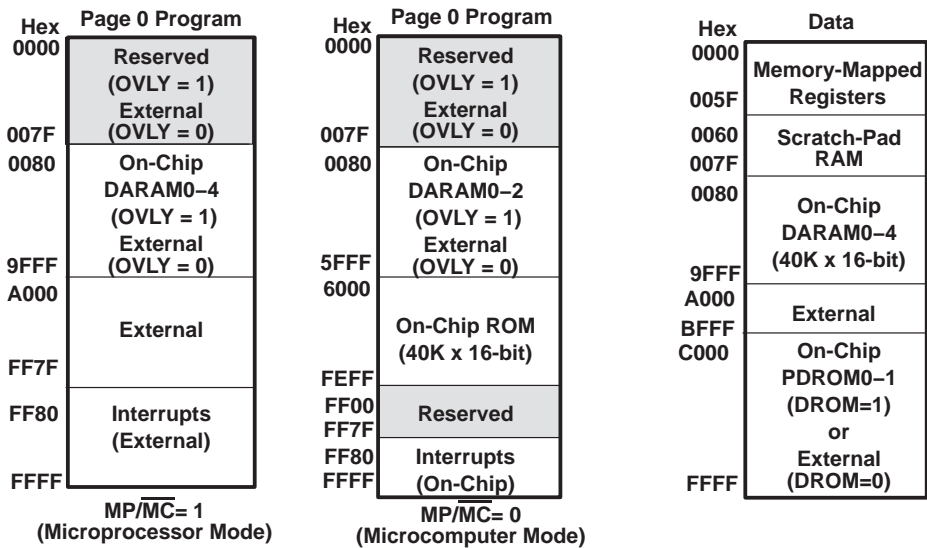 Hex
Page 0 Program
0000
Reserved
(OVLY = 1)
External
(OVLY = 0)
007F
0080
On-Chip
DARAM0−4
(OVLY = 1)
External
(OVLY = 0)
9FFF
A000
External
FF7F
FF80
Interrupts
(External)
FFFF
MP/MC= 1
(Microprocessor Mode)
Hex
Page 0 Program
0000
Reserved
(OVLY = 1)
External
(OVLY = 0)
007F
0080
On-Chip
DARAM0−2
(OVLY = 1)
External
(OVLY = 0)
5FFF
6000
On-Chip ROM
(40K x 16-bit)
FEFF
FF00
Reserved
FF7F
FF80
Interrupts
FFFF
(On-Chip)
MP/MC= 0
(Microcomputer Mode)
Hex
Data
0000
Memory-Mapped
Registers
005F
0060
Scratch-Pad
RAM
007F
0080
On-Chip
DARAM0−4
(40K x 16-bit)
9FFF
A000
External
BFFF
C000
On-Chip
PDROM0−1
(DROM=1)
or
External
(DROM=0)
FFFF